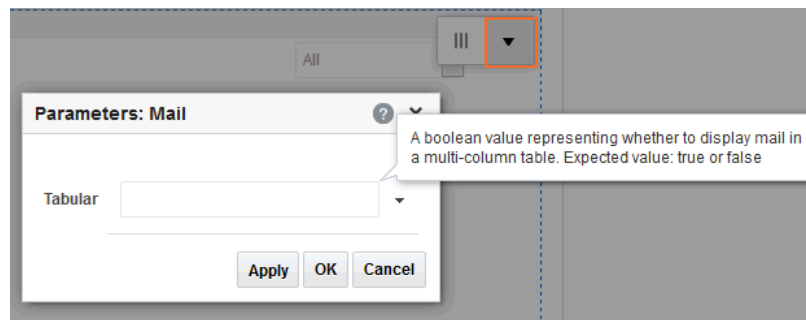 All
Parameters: Mail
?
A boolean value representing whether to display mail in
a multi-column table. Expected value: true or false
Tabular
Apply OK Cancel